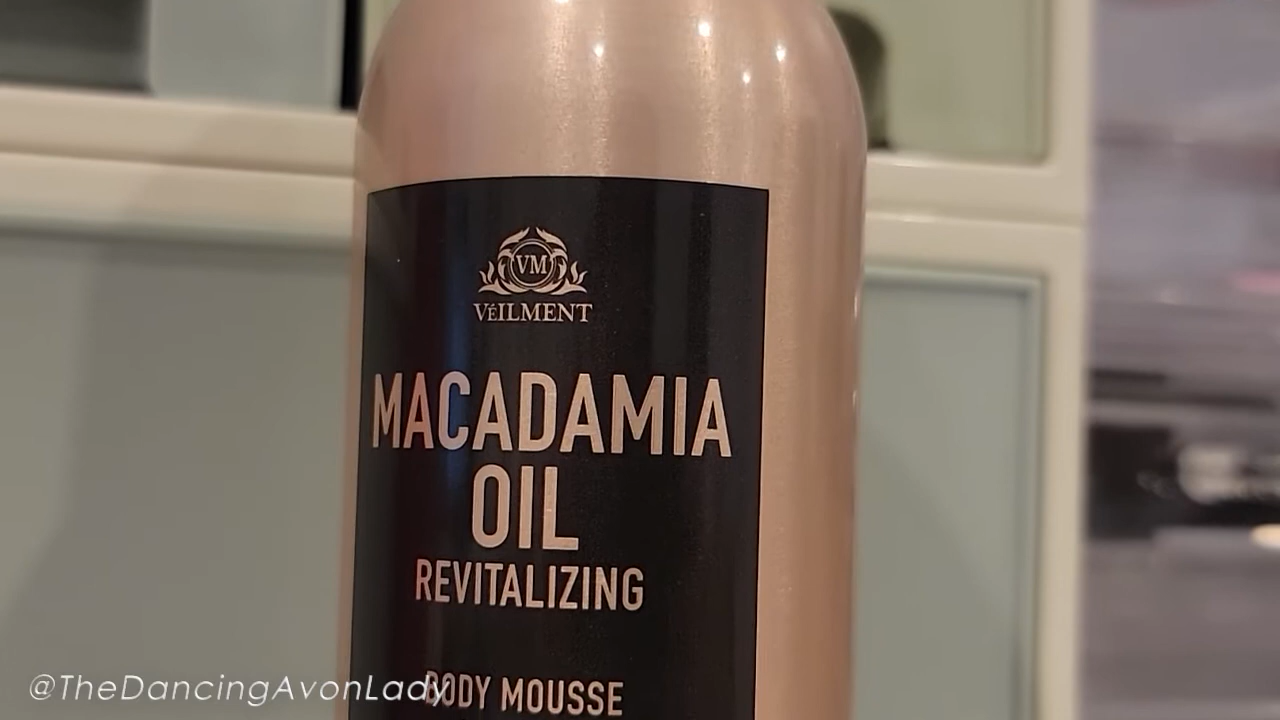 VM
VéILMENT
MACADAMIA
OIL
REVITALIZING
BODY MOUSSE
@TheDancingAvonLady